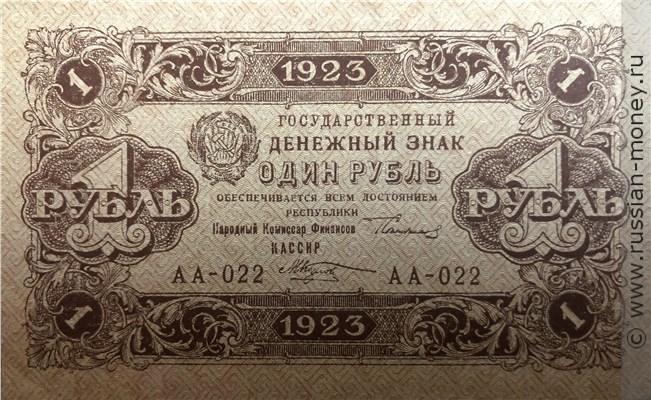 1923
1
1
ГОСУДАРСТВЕННЫЙ
ДЕНЕЖНЫЙ ЗНАК
ОДИН РУБЛЬ
1 РУБЛЬ
1 РУБЛЬ
ОБЕСПЕЧИВАЕТСЯ ВСЕМ ДОСТОЯНИЕМ
РЕСПУБЛИКИ
Народный Комиссар Финансов
КАССИР
АА-022
АА-022
1
1
1923
© www.russian-money.ru